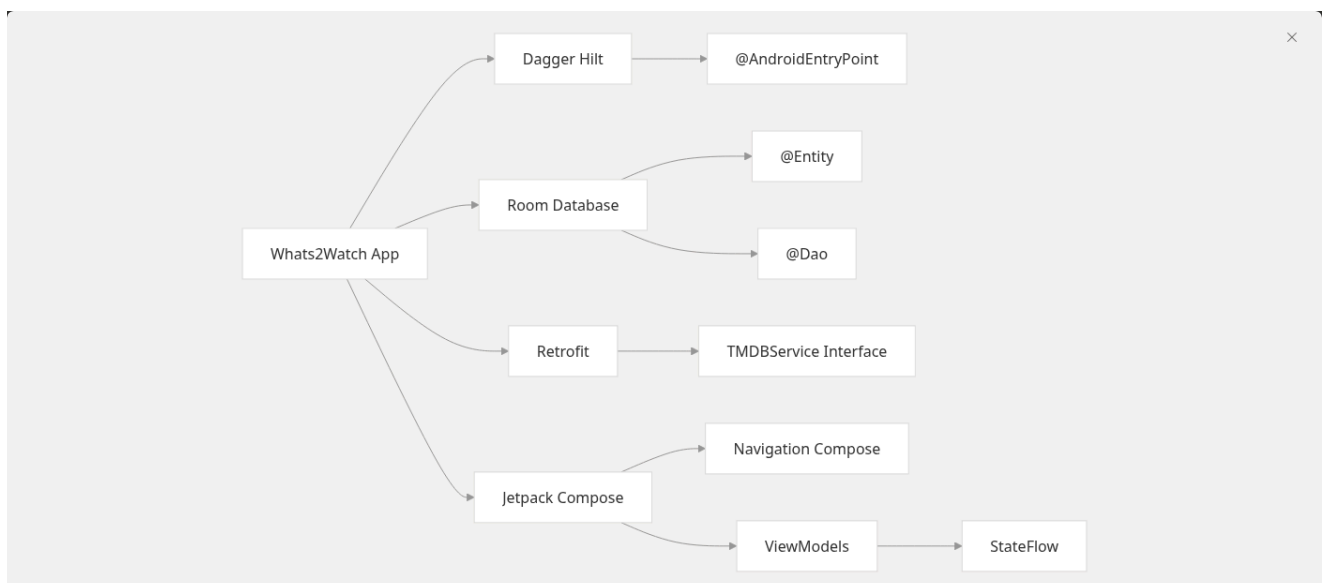 Dagger Hilt
@AndroidEntryPoint
@Entity
Room Database
@Dao
Whats2Watch App
Retrofit
TMDBService Interface
Navigation Compose
Jetpack Compose
ViewModels
StateFlow